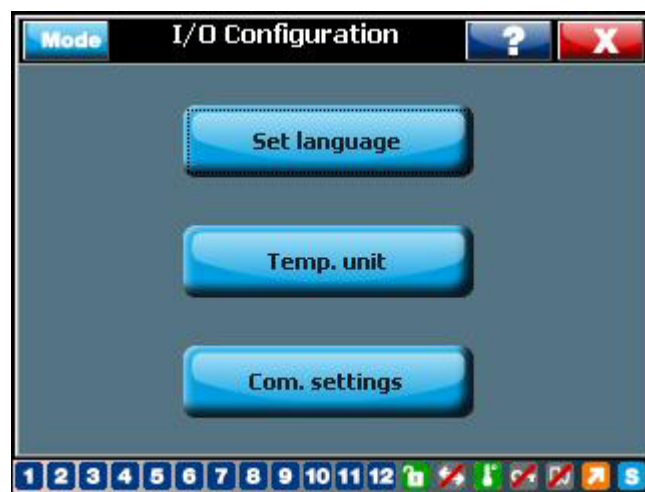 Mode I/O Configuration ? X
Set language
Temp. unit
Com. settings
1 2 3 4 5 6 7 8 9 10 11 12 S